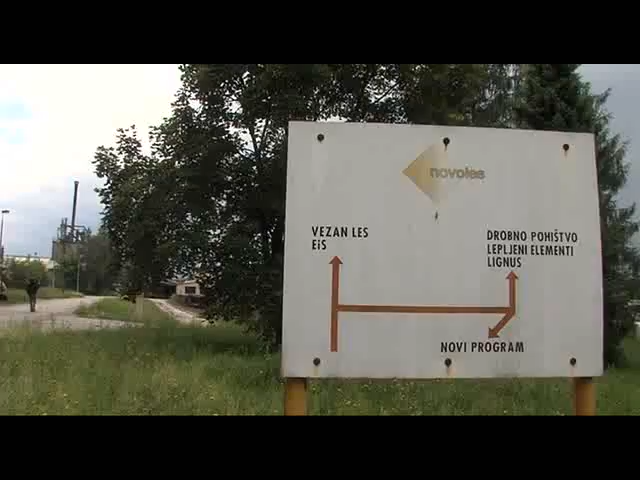 novoles
VEZAN LES
EiS
DROBNO POHIŠTVO
LEPLJENI ELEMENTI
LIGNUS
NOVI PROGRAM